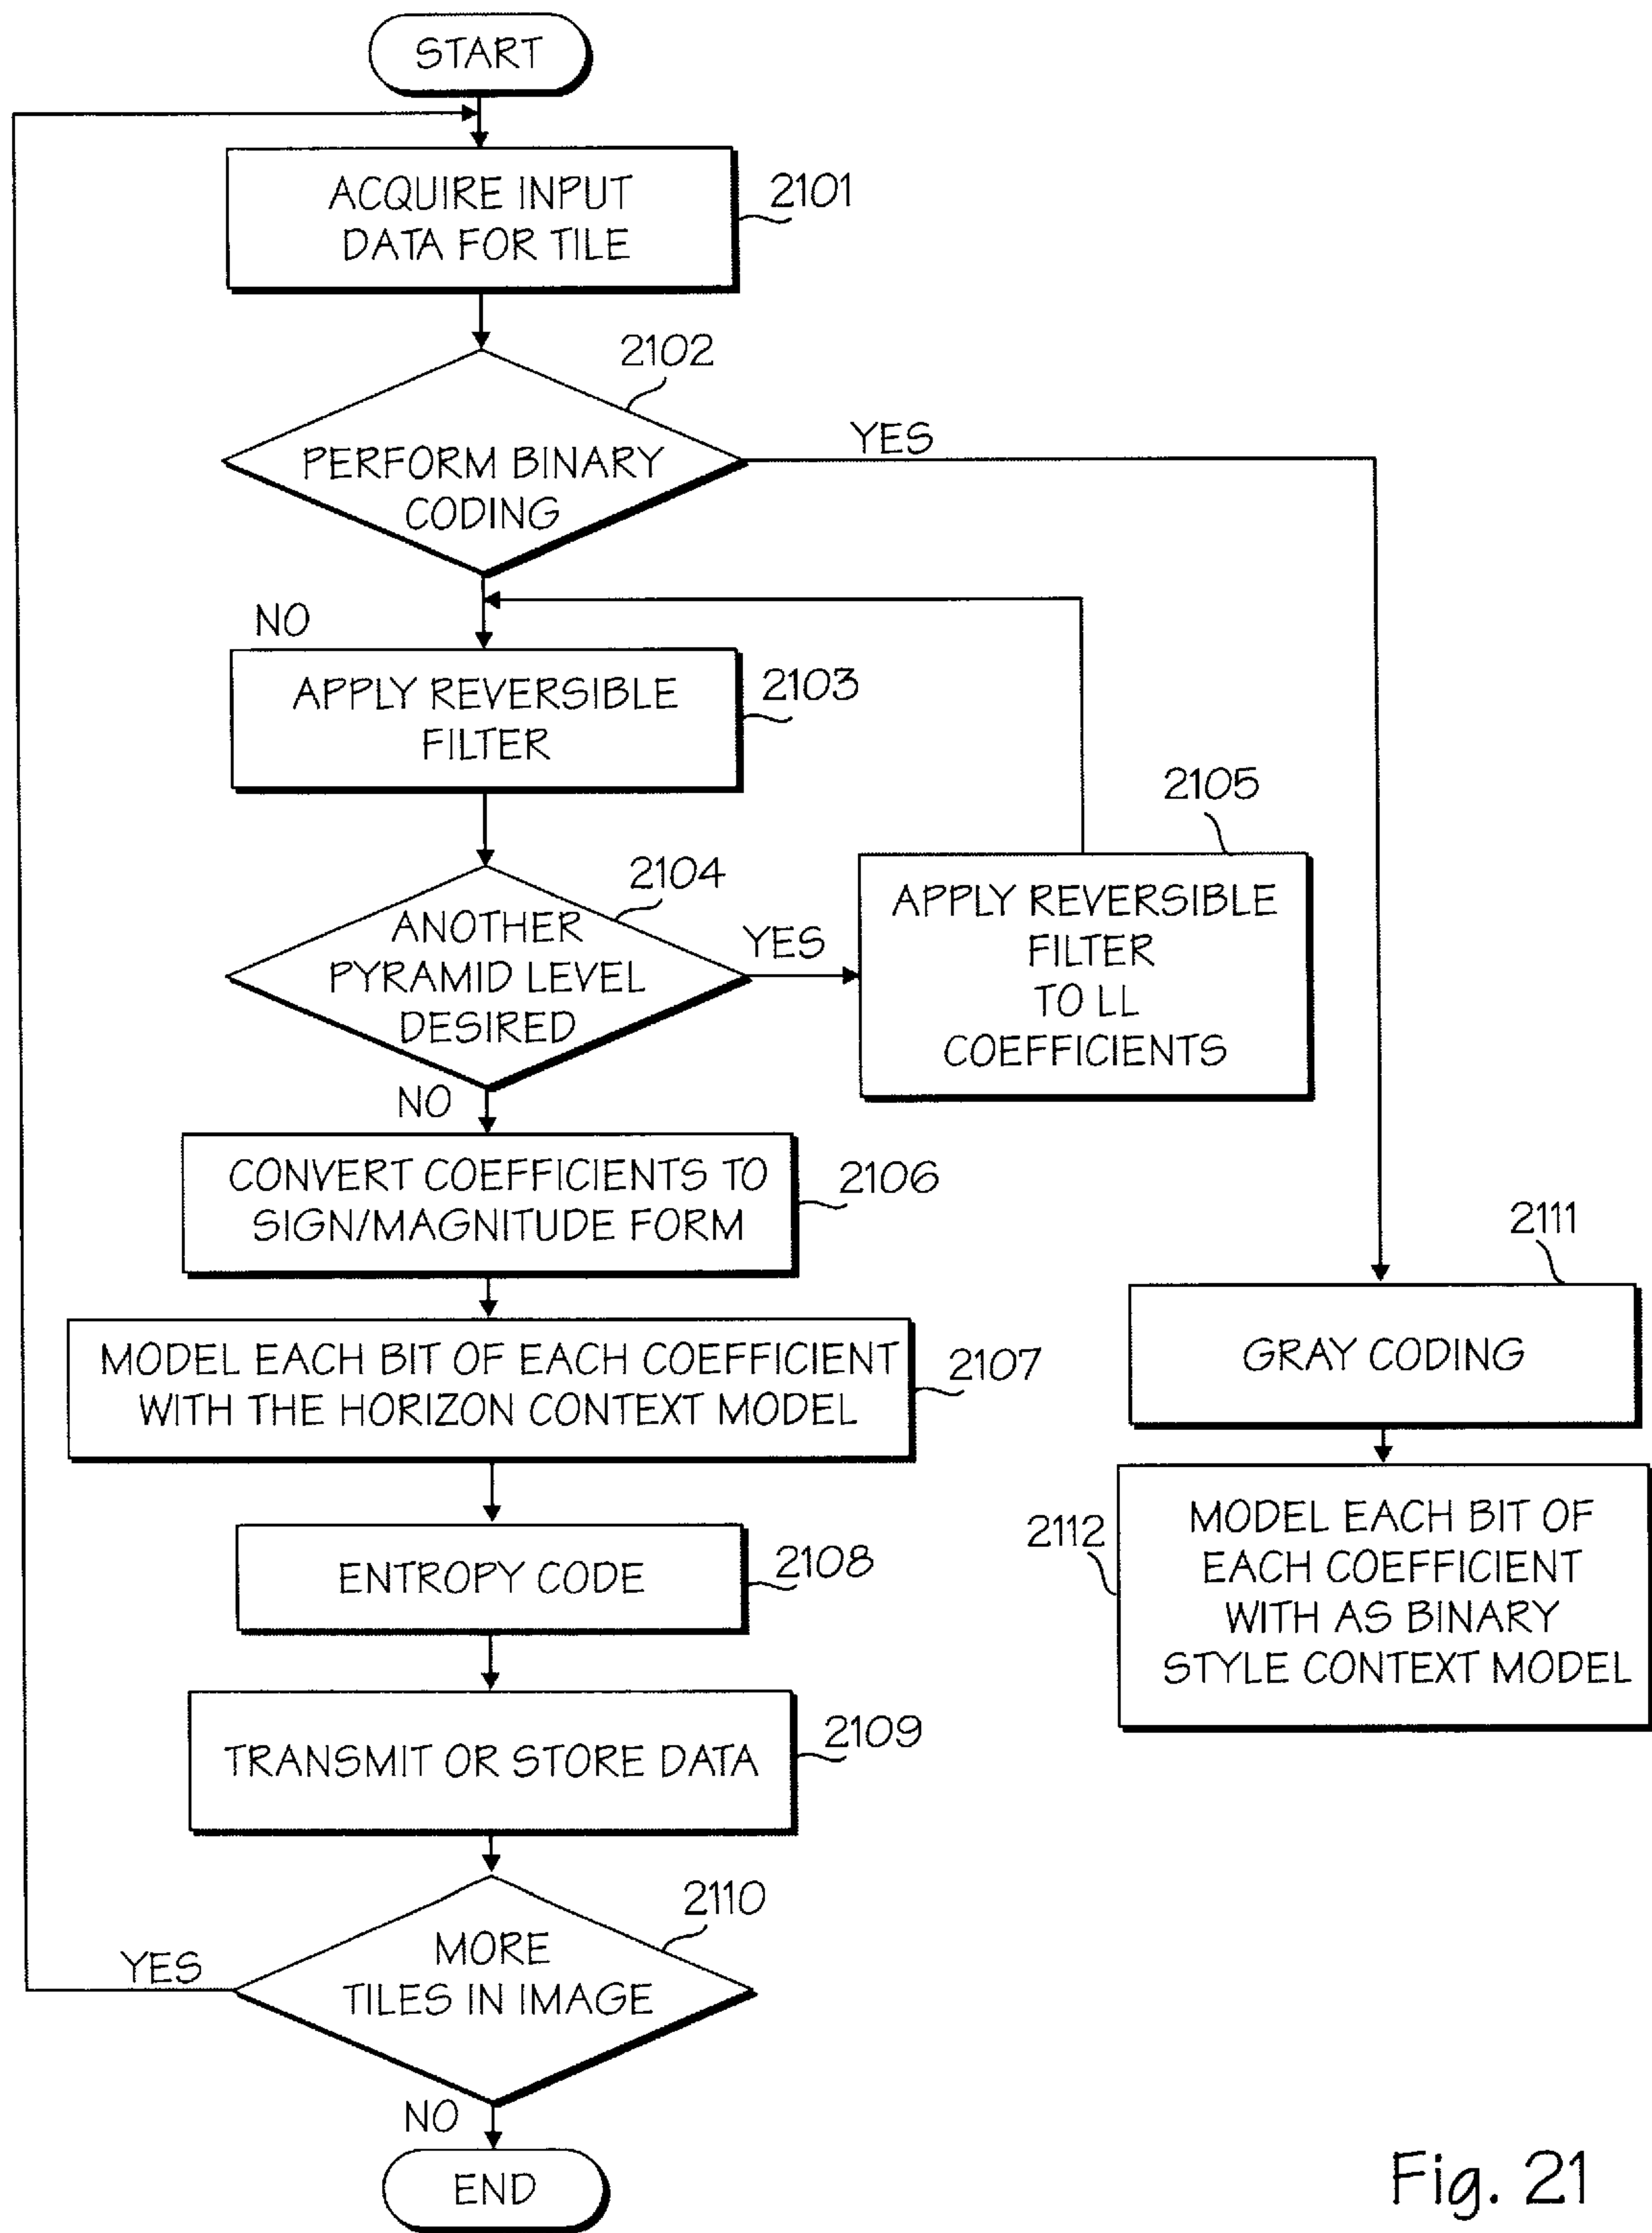 START
ACQUIRE INPUT
DATA FOR TILE
2101
2102
PERFORM BINARY
CODING
YES
NO
APPLY REVERSIBLE
FILTER
2103
2104
ANOTHER
PYRAMID LEVEL
DESIRED
YES
2105
APPLY REVERSIBLE
FILTER
TO LL
COEFFICIENTS
NO
CONVERT COEFFICIENTS TO
SIGN/MAGNITUDE FORM
2106
MODEL EACH BIT OF EACH COEFFICIENT
WITH THE HORIZON CONTEXT MODEL
2107
2111
GRAY CODING
2112
MODEL EACH BIT OF
EACH COEFFICIENT
WITH AS BINARY
STYLE CONTEXT MODEL
ENTROPY CODE
2108
TRANSMIT OR STORE DATA
2109
2110
MORE
TILES IN IMAGE
YES
NO
END
Fig. 21